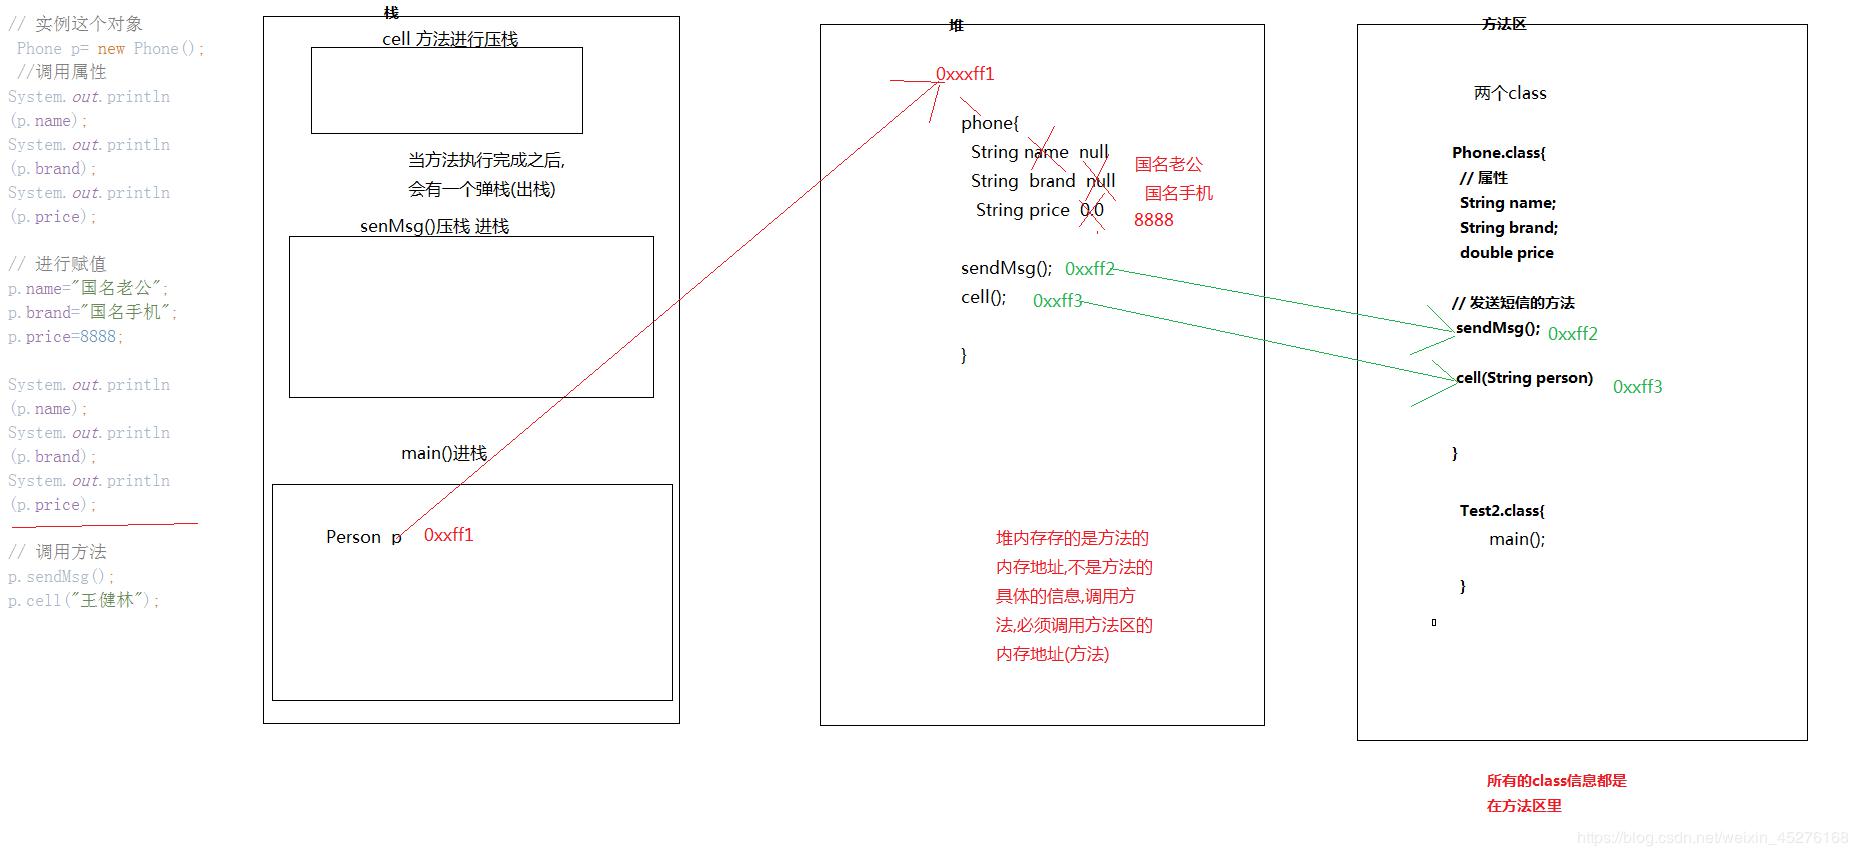 // 实例这个对象
Phone p= new Phone();
//调用属性
System.out.println
(p.name);
System.out.println
(p.brand);
System.out.println
(p.price);
// 进行赋值
p.name="国名老公";
p.brand="国名手机";
p.price=8888;
System.out.println
(p.name);
System.out.println
(p.brand);
System.out.println
(p.price);
// 调用方法
p.sendMsg();
p.cell("王健林");
栈
cell 方法进行压栈
当方法执行完成之后,
会有一个弹栈(出栈)
senMsg()压栈 进栈
main()进栈
Person p 0xxff1
堆
0xxxff1
phone{
String name null 国名老公
String brand null 国名手机
String price 0.0 8888
sendMsg(); 0xxff2
cell(); 0xxff3
}
堆内存存的是方法的
内存地址,不是方法的
具体的信息,调用方
法,必须调用方法区的
内存地址(方法)
方法区
两个class
Phone.class{
// 属性
String name;
String brand;
double price
// 发送短信的方法
sendMsg(); 0xxff2
cell(String person) 0xxff3
}
Test2.class{
main();
}
所有的class信息都是
在方法区里
https://blog.csdn.net/weixin_45276168